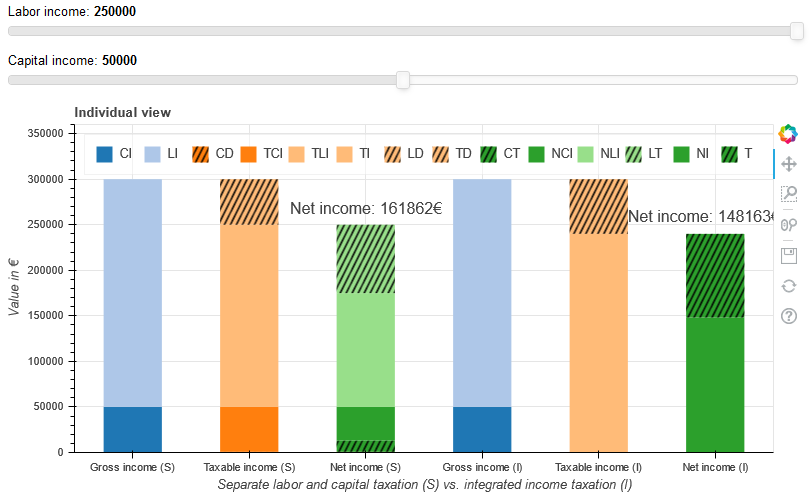 Labor income: 250000
Capital income: 50000
Individual view
CI LI CD TCI TLI TI LD TD CT NCI NLI LT NI T
350000
300000
250000
200000
150000
100000
50000
0
Value in €
Net income: 161862€
Net income: 148163€
Gross income (S) Taxable income (S) Net income (S) Gross income (I) Taxable income (I) Net income (I)
Separate labor and capital taxation (S) vs. integrated income taxation (I)